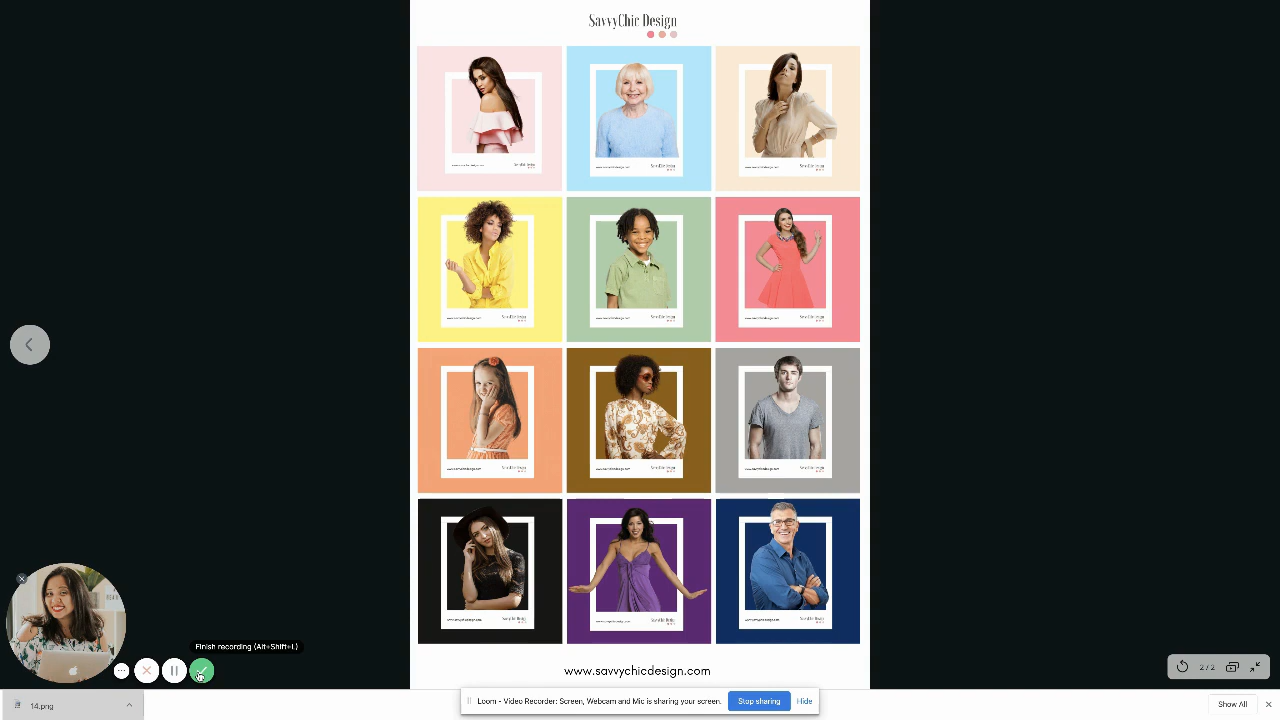 SavvyChic Design
www.savvychicdesign.com
Finish recording (Alt+Shift+L)
2 / 2
Loom - Video Recorder: Screen, Webcam and Mic is sharing your screen.
Stop sharing
Hide
14.png
Show All